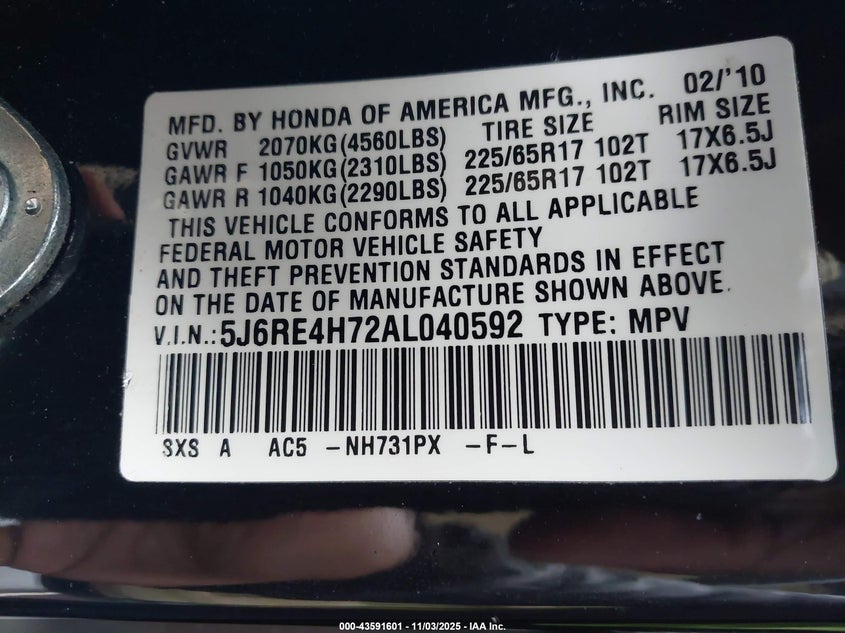 MFD. BY HONDA OF AMERICA MFG., INC. 02/'10
GVWR 2070KG(4560LBS) TIRE SIZE RIM SIZE
GAWR F 1050KG(2310LBS) 225/65R17 102T 17X6.5J
GAWR R 1040KG(2290LBS) 225/65R17 102T 17X6.5J
THIS VEHICLE CONFORMS TO ALL APPLICABLE
FEDERAL MOTOR VEHICLE SAFETY
AND THEFT PREVENTION STANDARDS IN EFFECT
ON THE DATE OF MANUFACTURE SHOWN ABOVE.
V.I.N.:5J6RE4H72AL040592 TYPE: MPV
SXS A AC5 -NH731PX -F-L
000-43591601 - 11/03/2025 - IAA Inc.